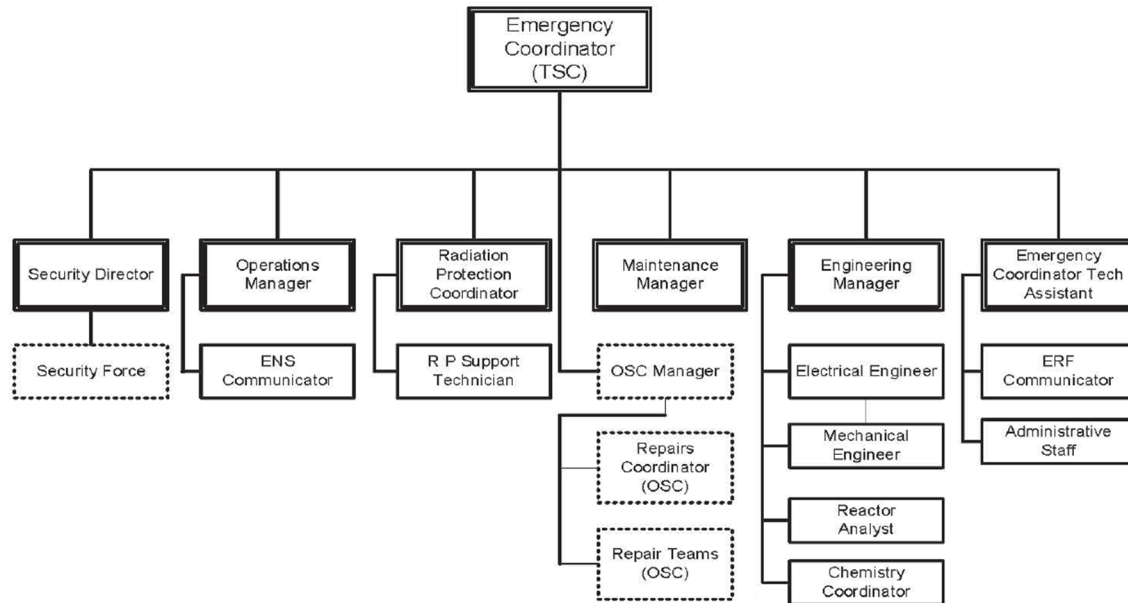 Emergency
Coordinator
(TSC)
Security Director
Operations
Manager
Radiation
Protection
Coordinator
Maintenance
Manager
Engineering
Manager
Emergency
Coordinator Tech
Assistant
Security Force
ENS
Communicator
R P Support
Technician
OSC Manager
Electrical Engineer
ERF
Communicator
Repairs
Coordinator
(OSC)
Mechanical
Engineer
Administrative
Staff
Repair Teams
(OSC)
Reactor
Analyst
Chemistry
Coordinator